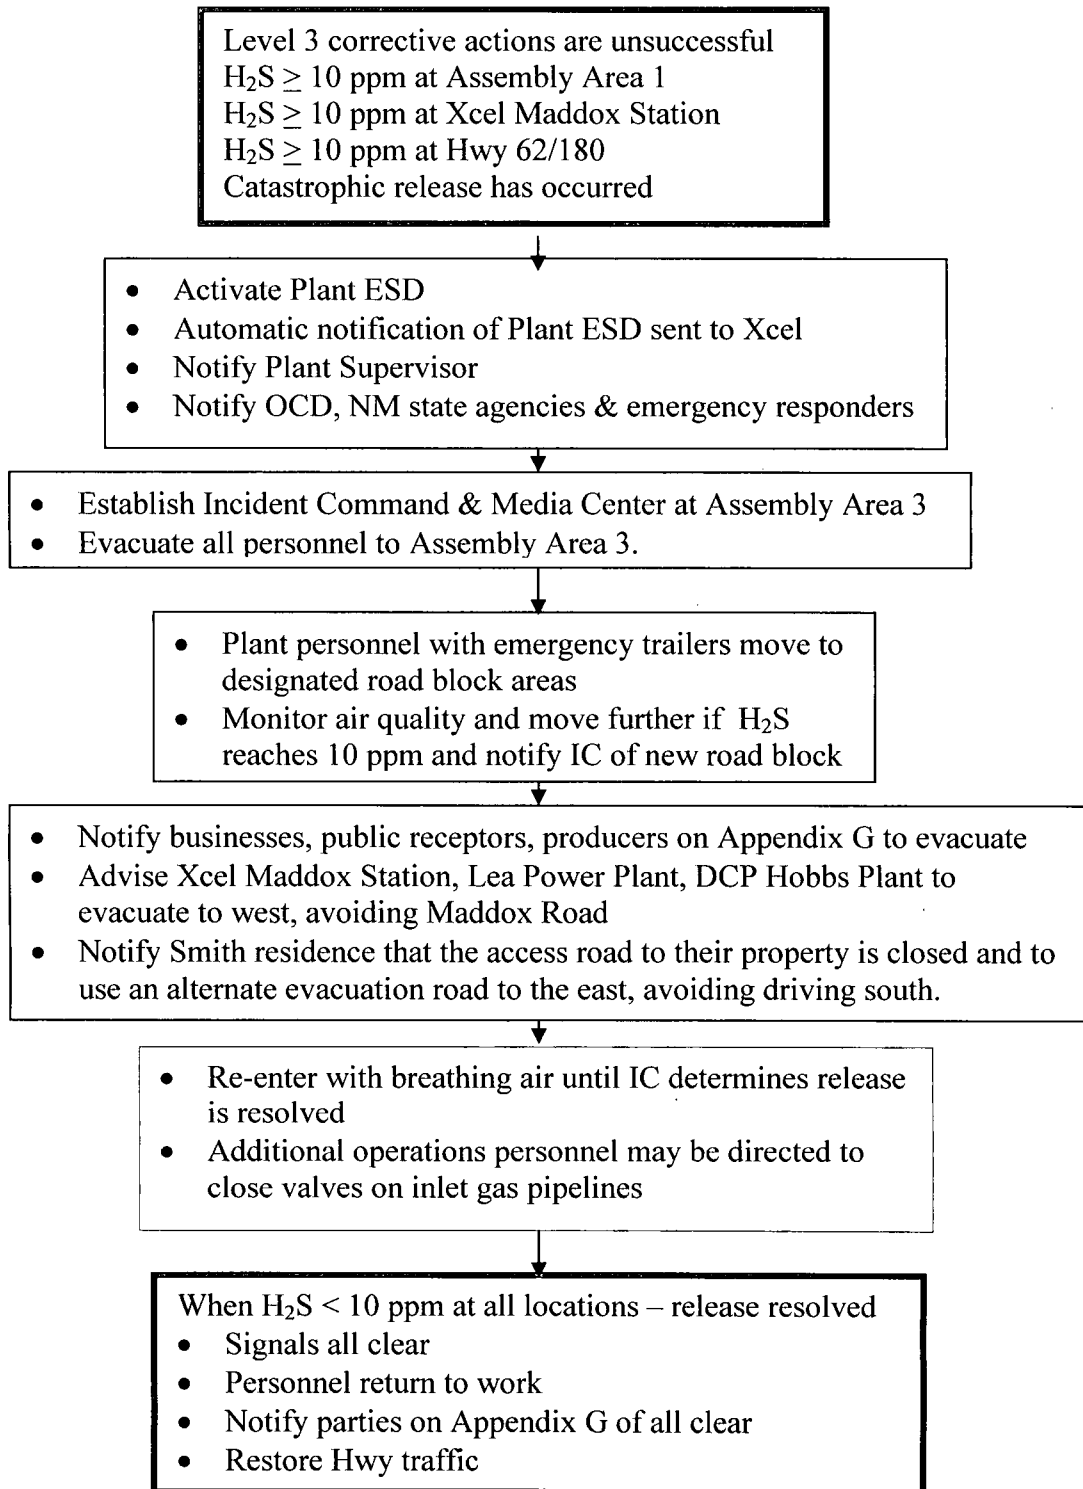 Level 3 corrective actions are unsuccessful
H₂S ≥ 10 ppm at Assembly Area 1
H₂S ≥ 10 ppm at Xcel Maddox Station
H₂S ≥ 10 ppm at Hwy 62/180
Catastrophic release has occurred
• Activate Plant ESD
• Automatic notification of Plant ESD sent to Xcel
• Notify Plant Supervisor
• Notify OCD, NM state agencies & emergency responders
• Establish Incident Command & Media Center at Assembly Area 3
• Evacuate all personnel to Assembly Area 3.
• Plant personnel with emergency trailers move to
designated road block areas
• Monitor air quality and move further if H₂S
reaches 10 ppm and notify IC of new road block
• Notify businesses, public receptors, producers on Appendix G to evacuate
• Advise Xcel Maddox Station, Lea Power Plant, DCP Hobbs Plant to
evacuate to west, avoiding Maddox Road
• Notify Smith residence that the access road to their property is closed and to
use an alternate evacuation road to the east, avoiding driving south.
• Re-enter with breathing air until IC determines release
is resolved
• Additional operations personnel may be directed to
close valves on inlet gas pipelines
When H₂S < 10 ppm at all locations – release resolved
• Signals all clear
• Personnel return to work
• Notify parties on Appendix G of all clear
• Restore Hwy traffic